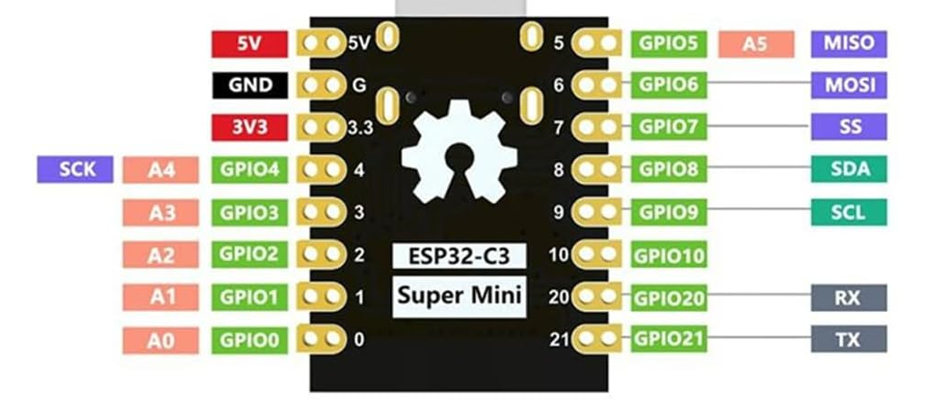 5V 5V 5 GPIO5 A5 MISO
GND G 6 GPIO6 MOSI
3V3 3.3 7 GPIO7 SS
SCK A4 GPIO4 4 8 GPIO8 SDA
A3 GPIO3 3 9 GPIO9 SCL
A2 GPIO2 2 10 GPIO10
ESP32-C3
A1 GPIO1 1 20 GPIO20 RX
Super Mini
A0 GPIO0 0 21 GPIO21 TX